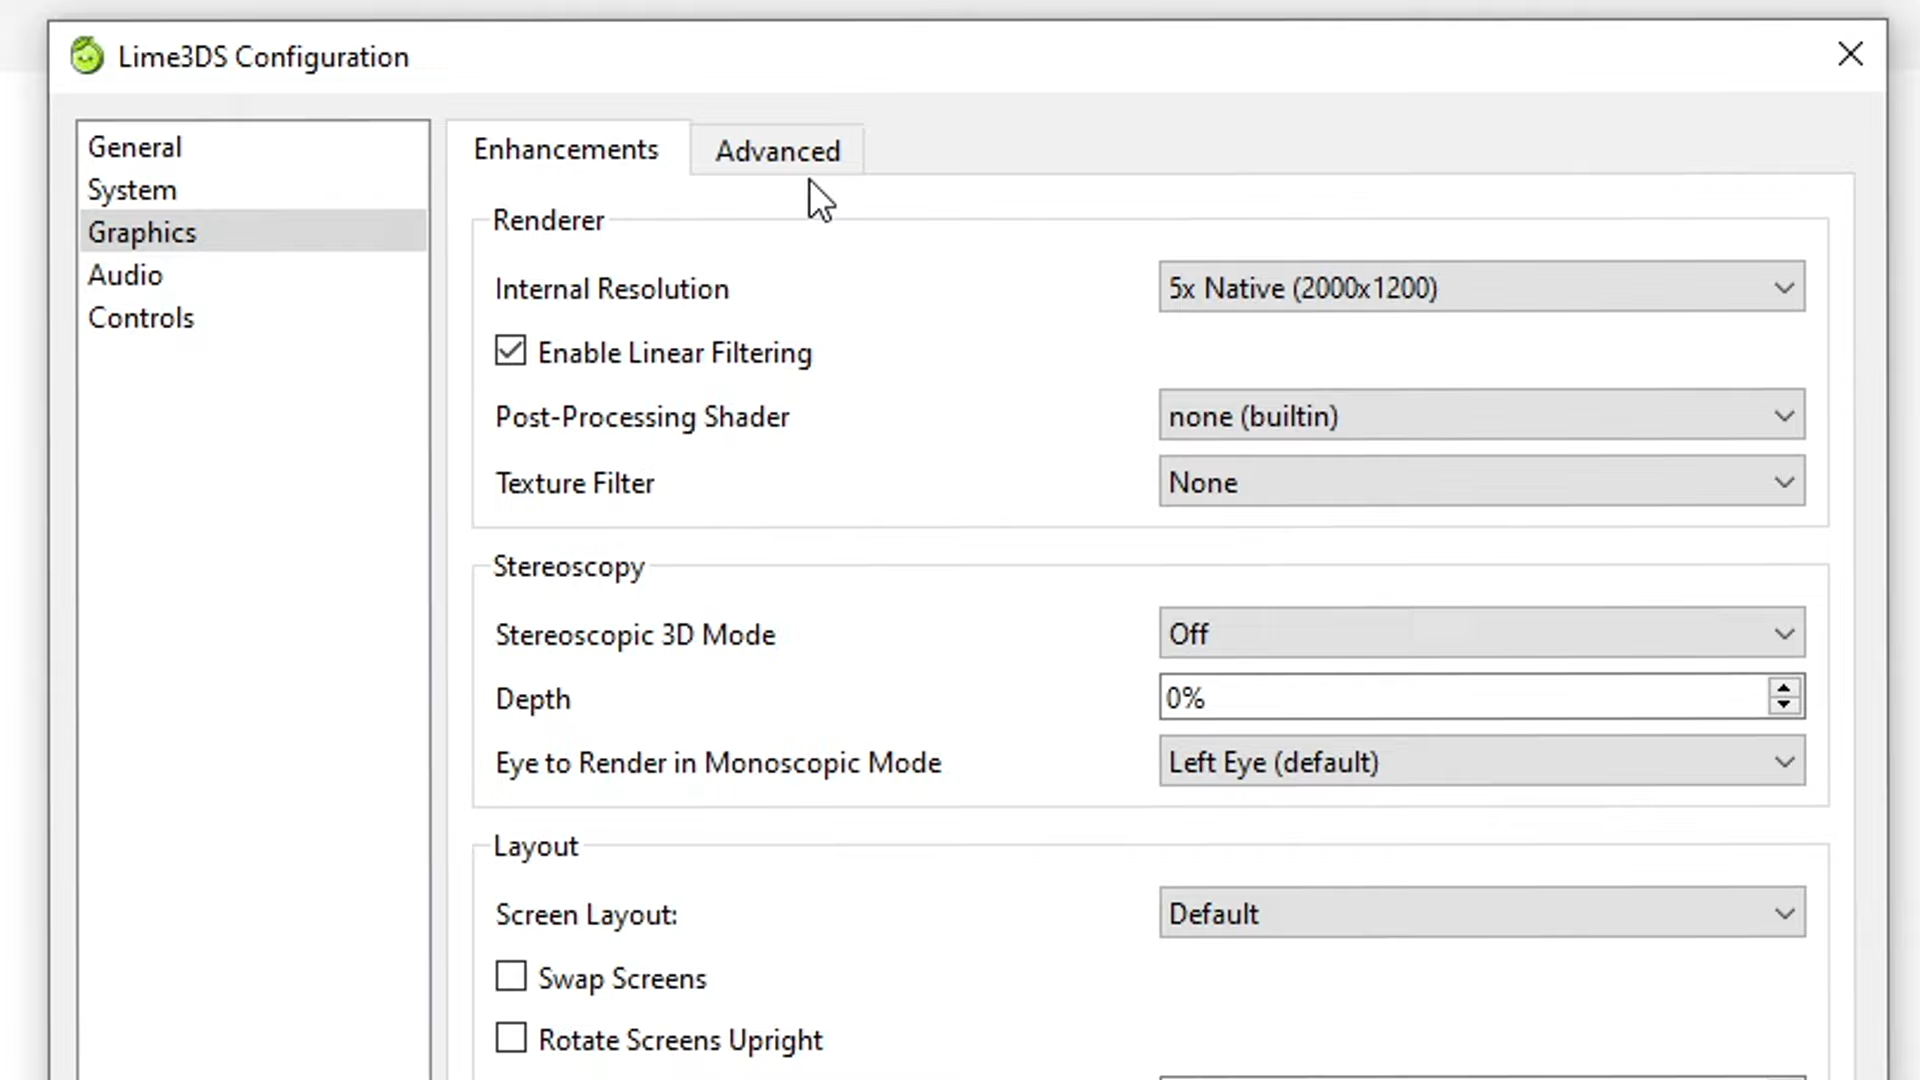 Lime3DS Configuration
General
System
Graphics
Audio
Controls
Enhancements
Advanced
Renderer
Internal Resolution
5x Native (2000x1200)
Enable Linear Filtering
Post-Processing Shader
none (builtin)
Texture Filter
None
Stereoscopy
Stereoscopic 3D Mode
Off
Depth
0%
Eye to Render in Monoscopic Mode
Left Eye (default)
Layout
Screen Layout:
Default
Swap Screens
Rotate Screens Upright